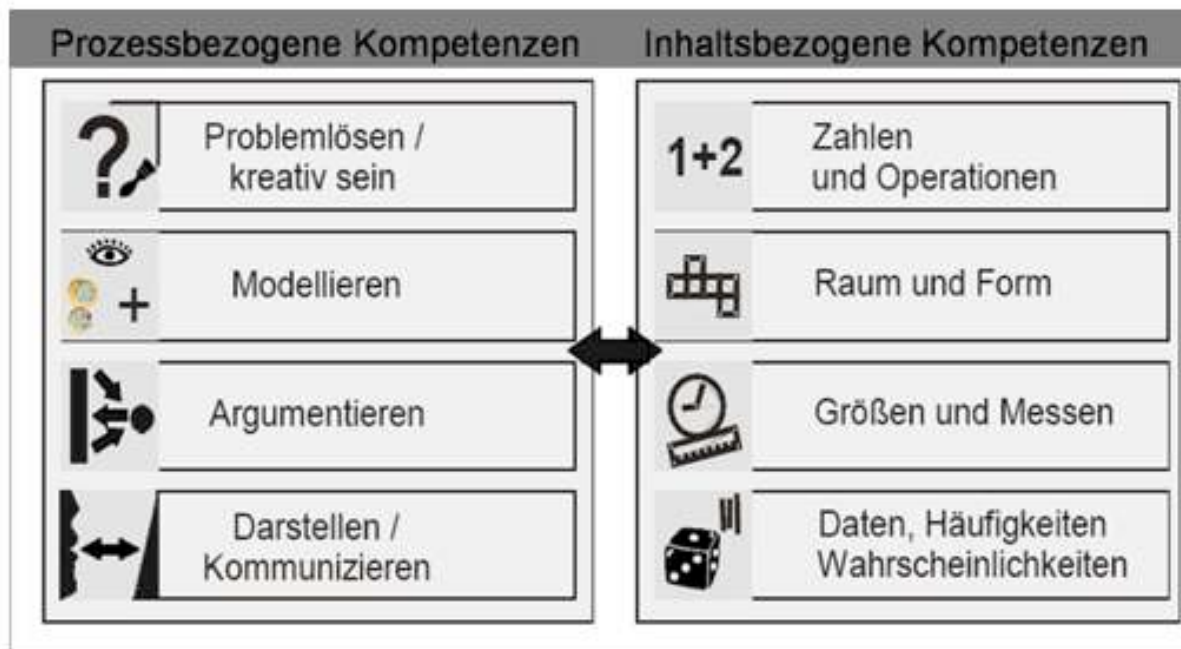 Prozessbezogene Kompetenzen
Problemlösen /
kreativ sein
Modellieren
Argumentieren
Darstellen /
Kommunizieren
Inhaltsbezogene Kompetenzen
1+2
Zahlen
und Operationen
Raum und Form
Größen und Messen
Daten, Häufigkeiten
Wahrscheinlichkeiten